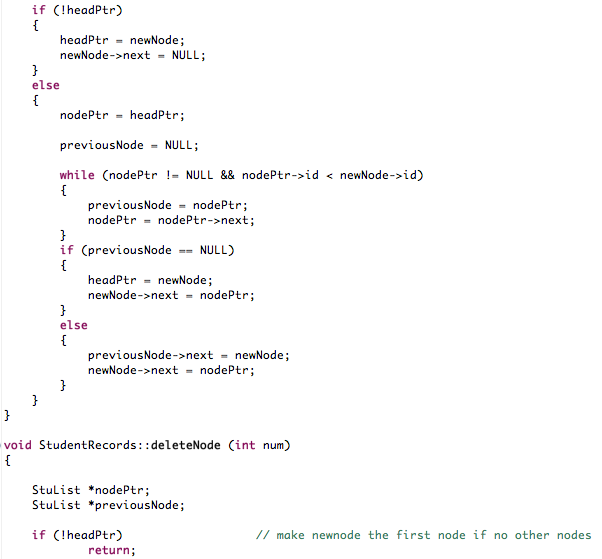 if (!headPtr)
{
headPtr = newNode;
newNode->next = NULL;
}
else
{
nodePtr = headPtr;
previousNode = NULL;
while (nodePtr != NULL && nodePtr->id < newNode->id)
{
previousNode = nodePtr;
nodePtr = nodePtr->next;
}
if (previousNode == NULL)
{
headPtr = newNode;
newNode->next = nodePtr;
}
else
{
previousNode->next = newNode;
newNode->next = nodePtr;
}
}
}
void StudentRecords::deleteNode (int num)
{
StuList *nodePtr;
StuList *previousNode;
if (!headPtr) // make newnode the first node if no other nodes
return;